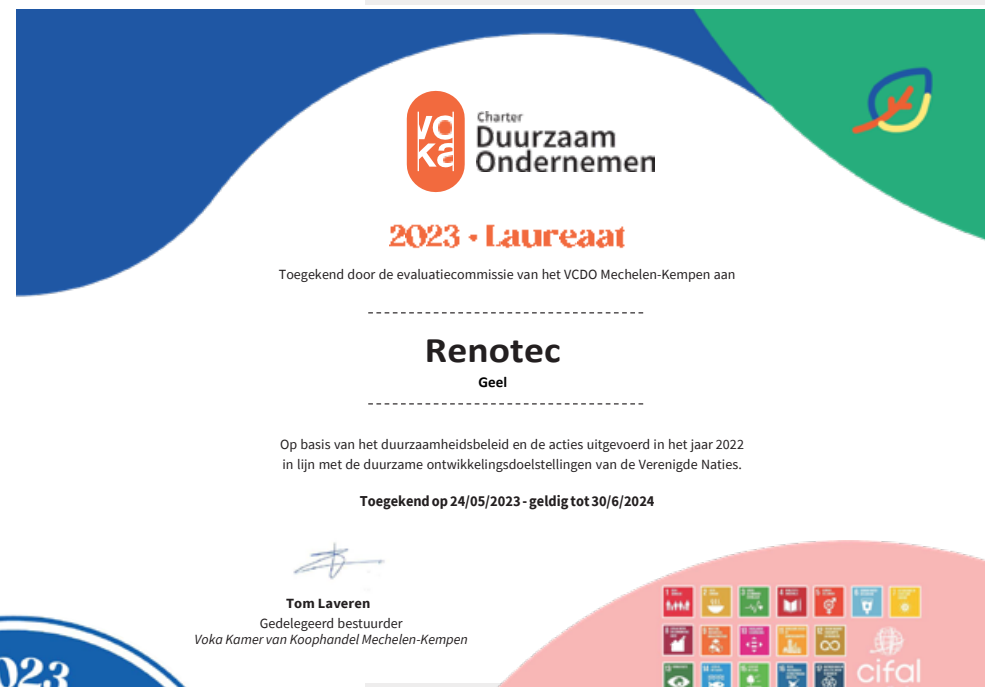 VO
Ka
Charter
Duurzaam
Ondernemen
2023 • Laureaat
Toegekend door de evaluatiecommissie van het VCDO Mechelen-Kempen aan
Renotec
Geel
Op basis van het duurzaamheidsbeleid en de acties uitgevoerd in het jaar 2022
in lijn met de duurzame ontwikkelingsdoelstellingen van de Verenigde Naties.
Toegekend op 24/05/2023 - geldig tot 30/6/2024
Tom Laveren
Gedelegeerd bestuurder
Voka Kamer van Koophandel Mechelen-Kempen
023
cifal